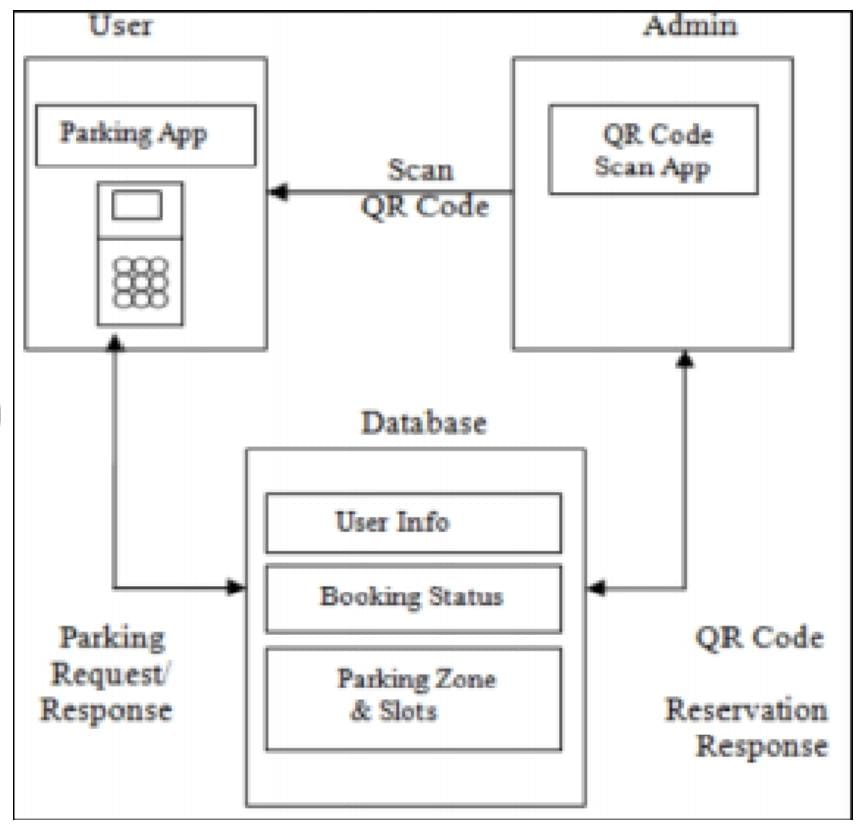 User
Admin
Parking App
QR Code
Scan App
Scan
QR Code
Database
User Info
Booking Status
Parking Zone
& Slots
Parking
Request/
Response
QR Code
Reservation
Response